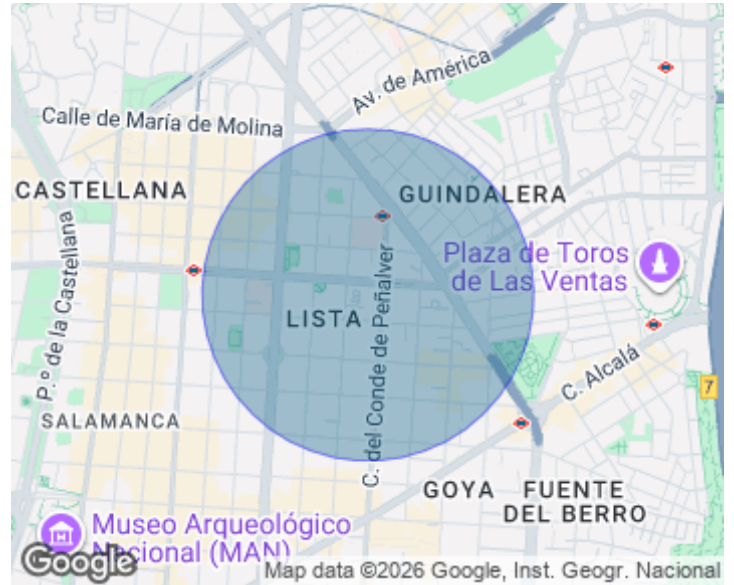 Av. de América
Calle de María de Molina
CASTELLANA
GUINDALERA
Plaza de Toros
de Las Ventas
P.º de la Castellana
LISTA
C. del Conde de Peñalver
C. Alcalá
7
SALAMANCA
GOYA
FUENTE
DEL BERRO
Museo Arqueológico
Nacional (MAN)
Google
Map data ©2026 Google, Inst. Geogr. Nacional